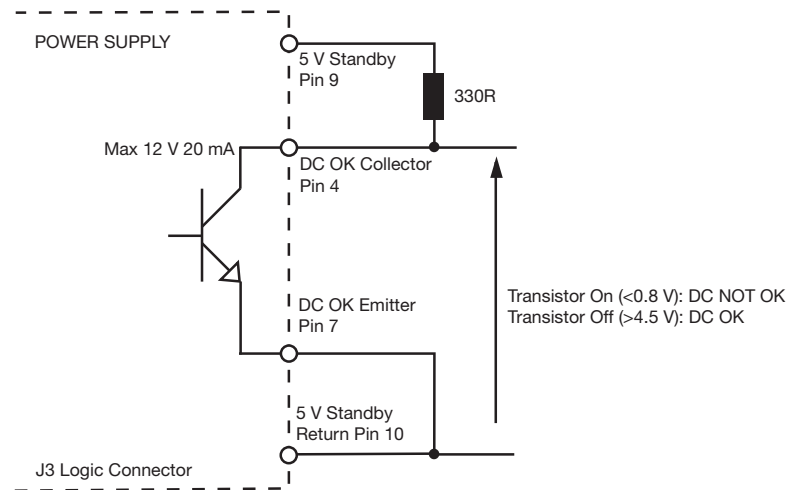 POWER SUPPLY
5 V Standby
Pin 9
330R
Max 12 V 20 mA
DC OK Collector
Pin 4
Transistor On (<0.8 V): DC NOT OK
Transistor Off (>4.5 V): DC OK
DC OK Emitter
Pin 7
5 V Standby
Return Pin 10
J3 Logic Connector